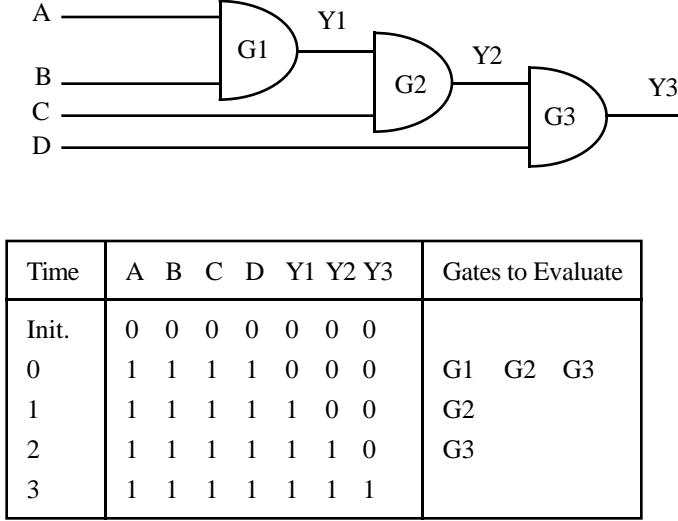 A
Y1
G1
B
Y2
G2
C
Y3
G3
D
Time A B C D Y1 Y2 Y3 Gates to Evaluate
Init. 0 0 0 0 0 0 0
0 1 1 1 1 0 0 0 G1 G2 G3
1 1 1 1 1 1 0 0 G2
2 1 1 1 1 1 1 0 G3
3 1 1 1 1 1 1 1